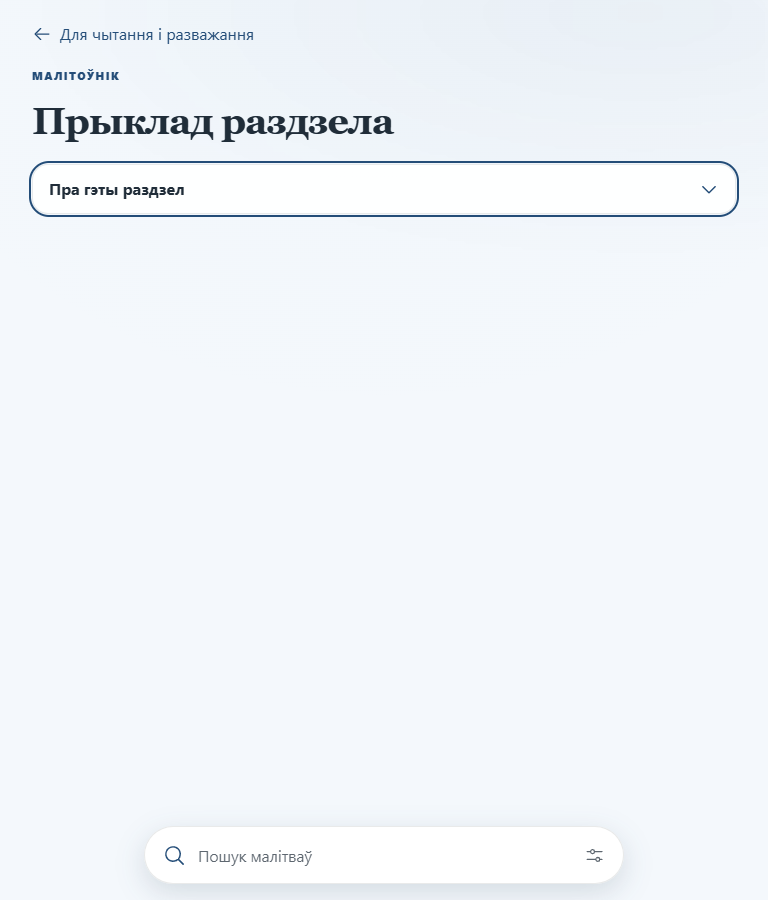 Для чытання і разважання
МАЛІТОЎНІК
Прыклад раздзела
Пра гэты раздзел
Пошук малітваў